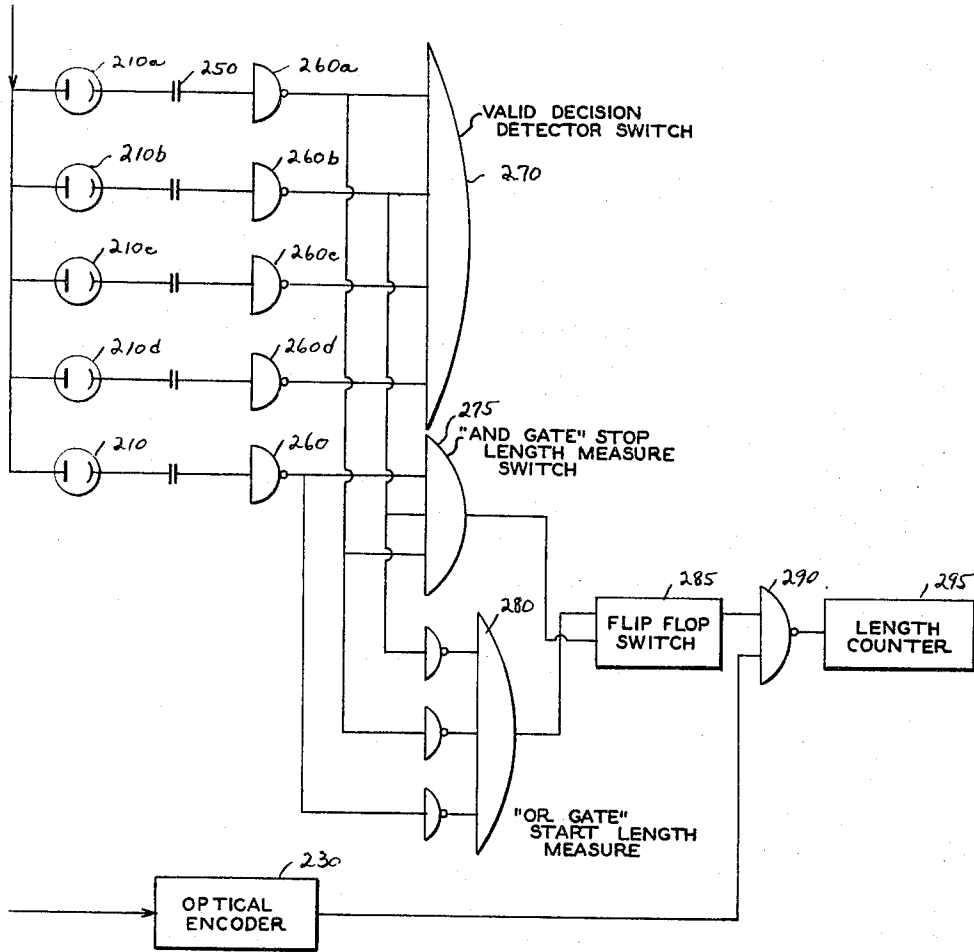 210a
250
260a
VALID DECISION
DETECTOR SWITCH
210b
260b
270
210c
260c
210d
260d
275
"AND GATE" STOP
LENGTH MEASURE
SWITCH
210
260
280
285
290
295
FLIP FLOP
SWITCH
LENGTH
COUNTER
"OR GATE"
START LENGTH
MEASURE
230
OPTICAL
ENCODER